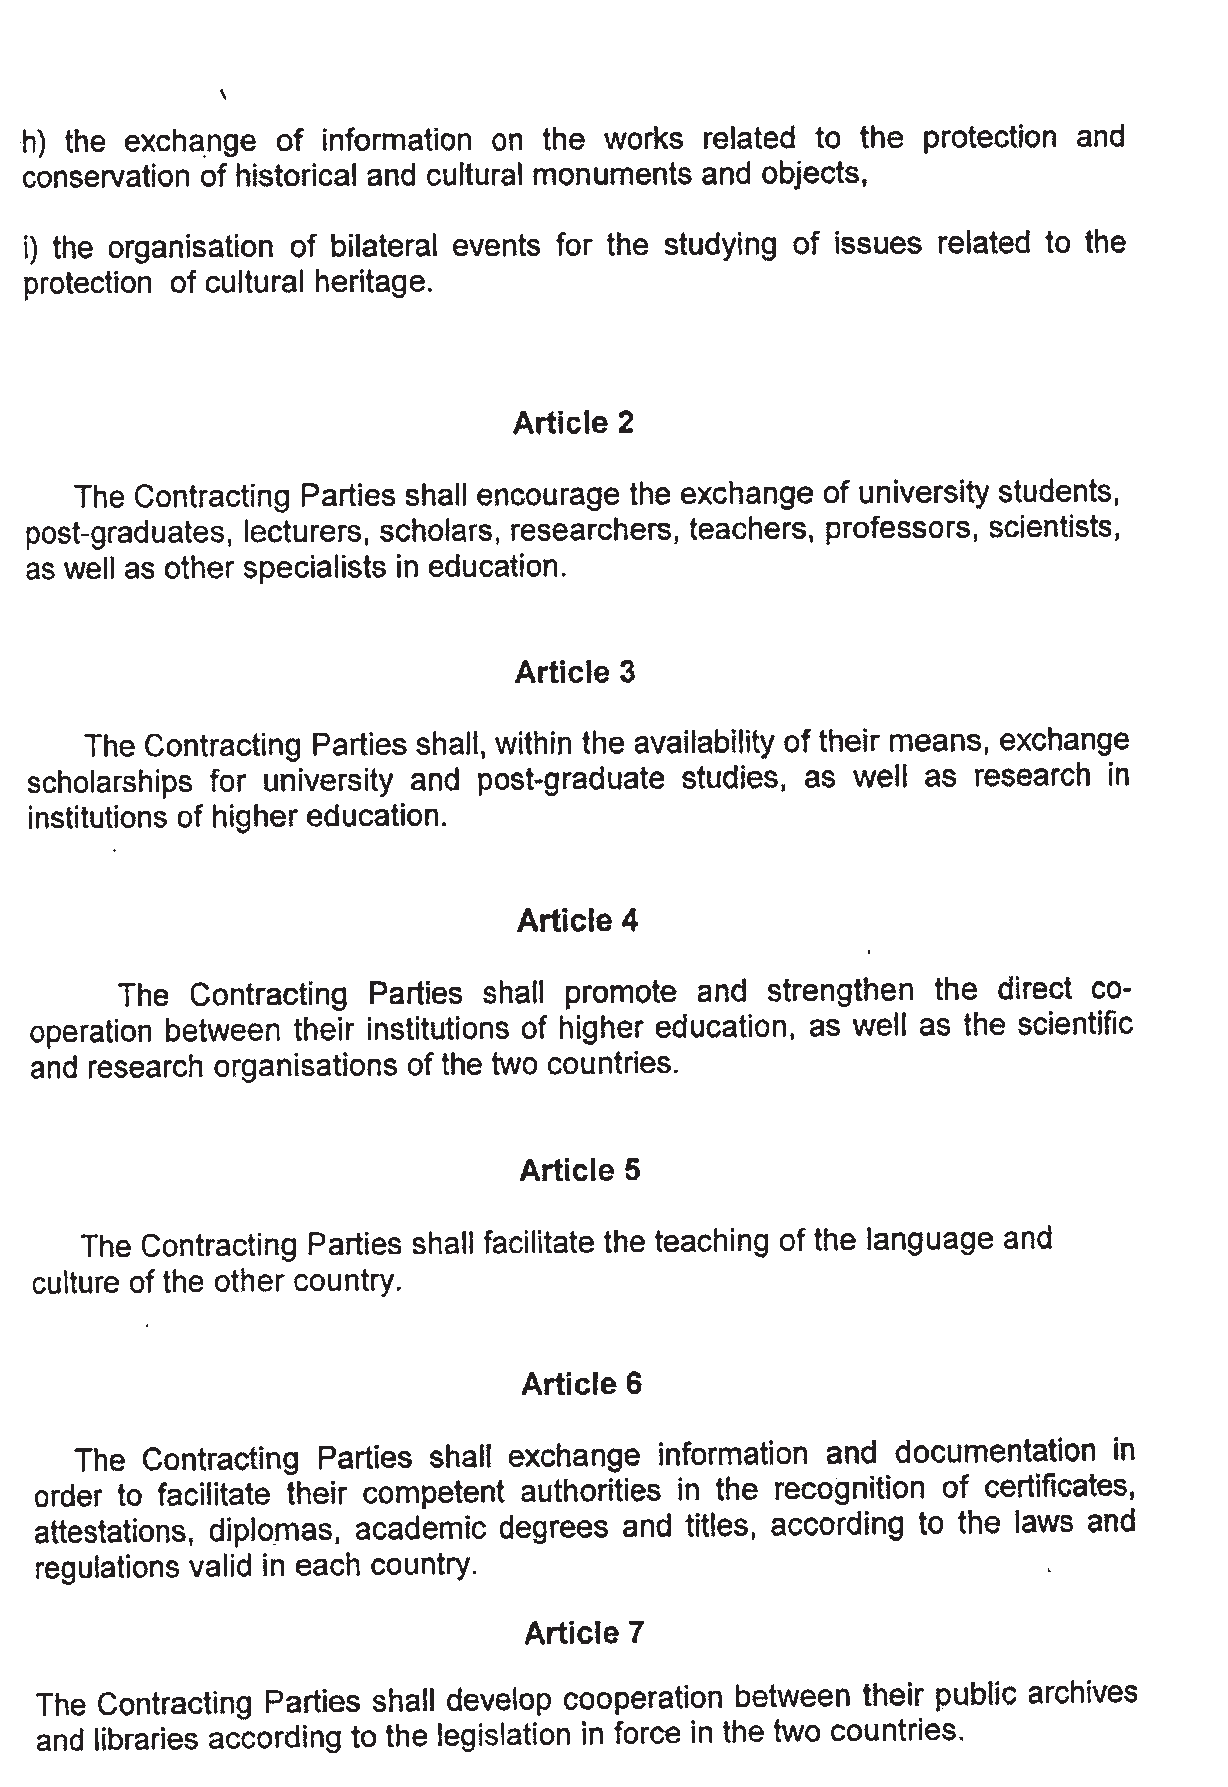 h) the exchange of information on the works related to the protection and
conservation of historical and cultural monuments and objects,
i) the organisation of bilateral events for the studying of issues related to the
protection of cultural heritage.
Article 2
The Contracting Parties shall encourage the exchange of university students,
post-graduates, lecturers, scholars, researchers, teachers, professors, scientists,
as well as other specialists in education.
Article 3
The Contracting Parties shall, within the availability of their means, exchange
scholarships for university and post-graduate studies, as well as research in
institutions of higher education.
Article 4
The Contracting Parties shall promote and strengthen the direct co-
operation between their institutions of higher education, as well as the scientific
and research organisations of the two countries.
Article 5
The Contracting Parties shall facilitate the teaching of the language and
culture of the other country.
Article 6
The Contracting Parties shall exchange information and documentation in
order to facilitate their competent authorities in the recognition of certificates,
attestations, diplomas, academic degrees and titles, according to the laws and
regulations valid in each country.
Article 7
The Contracting Parties shall develop cooperation between their public archives
and libraries according to the legislation in force in the two countries.